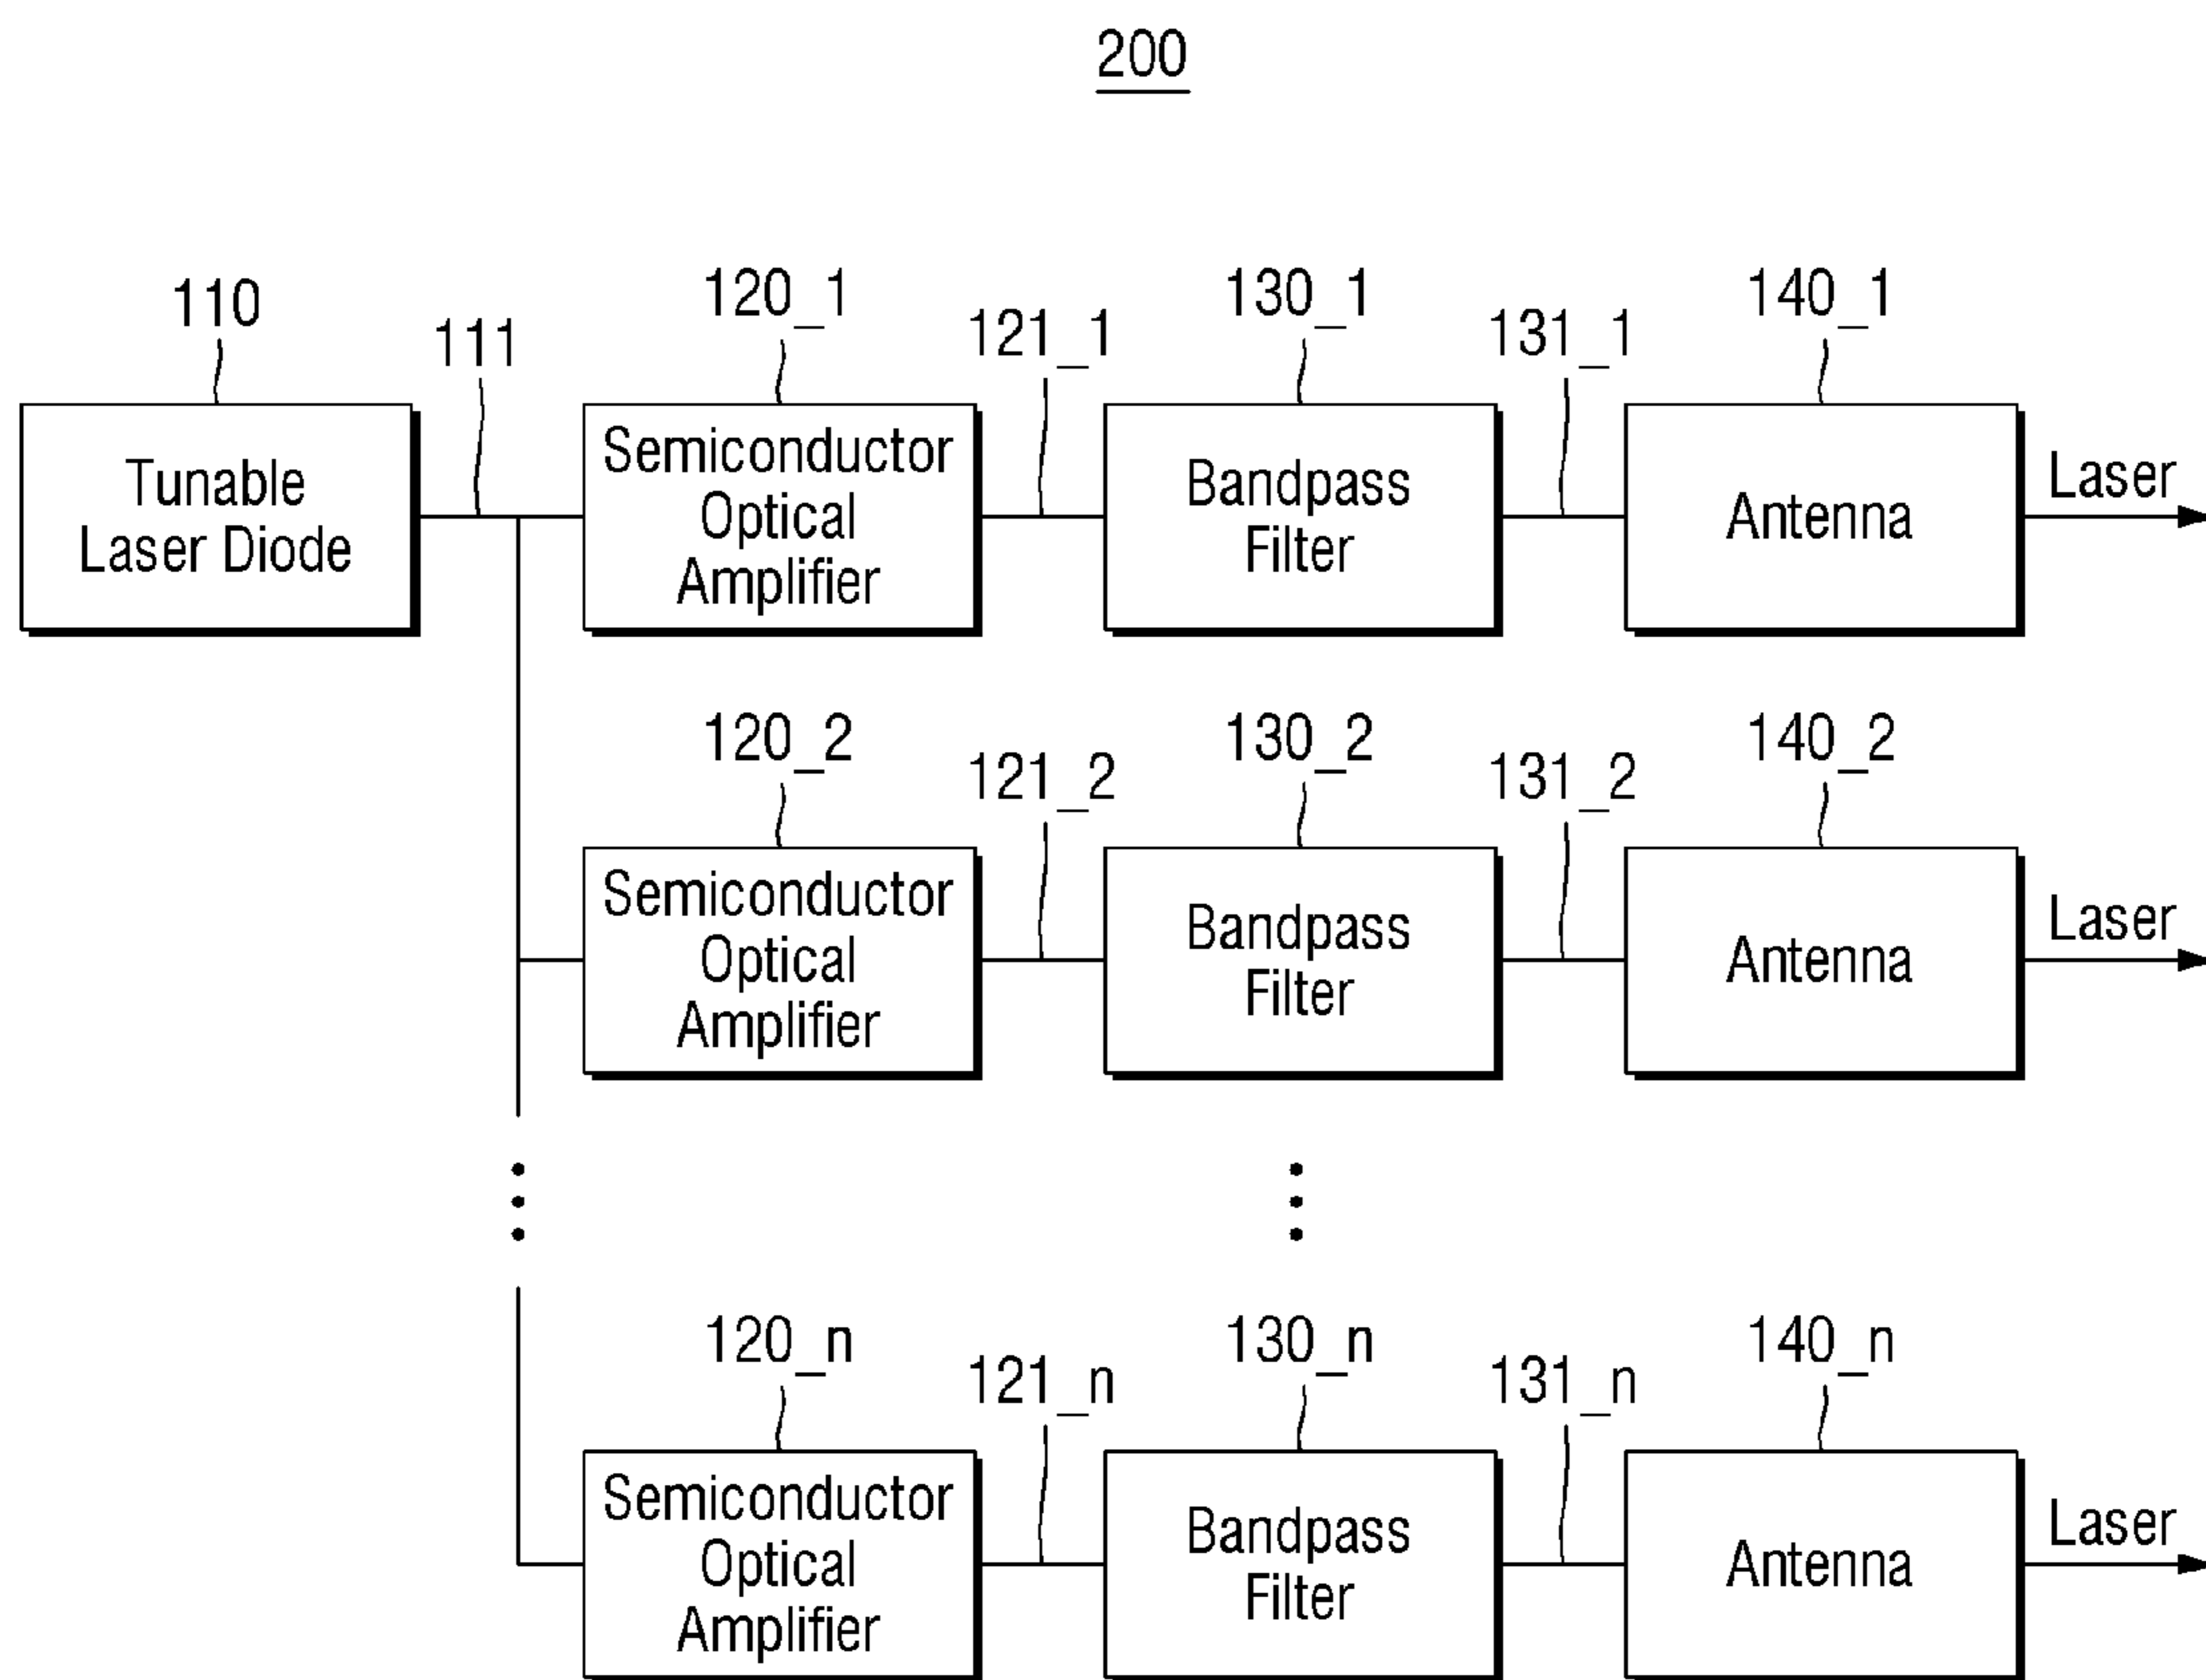 200
110
111
120_1
121_1
130_1
131_1
140_1
Tunable
Laser Diode
Semiconductor
Optical
Amplifier
Bandpass
Filter
Antenna
Laser
120_2
121_2
130_2
131_2
140_2
Semiconductor
Optical
Amplifier
Bandpass
Filter
Antenna
Laser
120_n
121_n
130_n
131_n
140_n
Semiconductor
Optical
Amplifier
Bandpass
Filter
Antenna
Laser